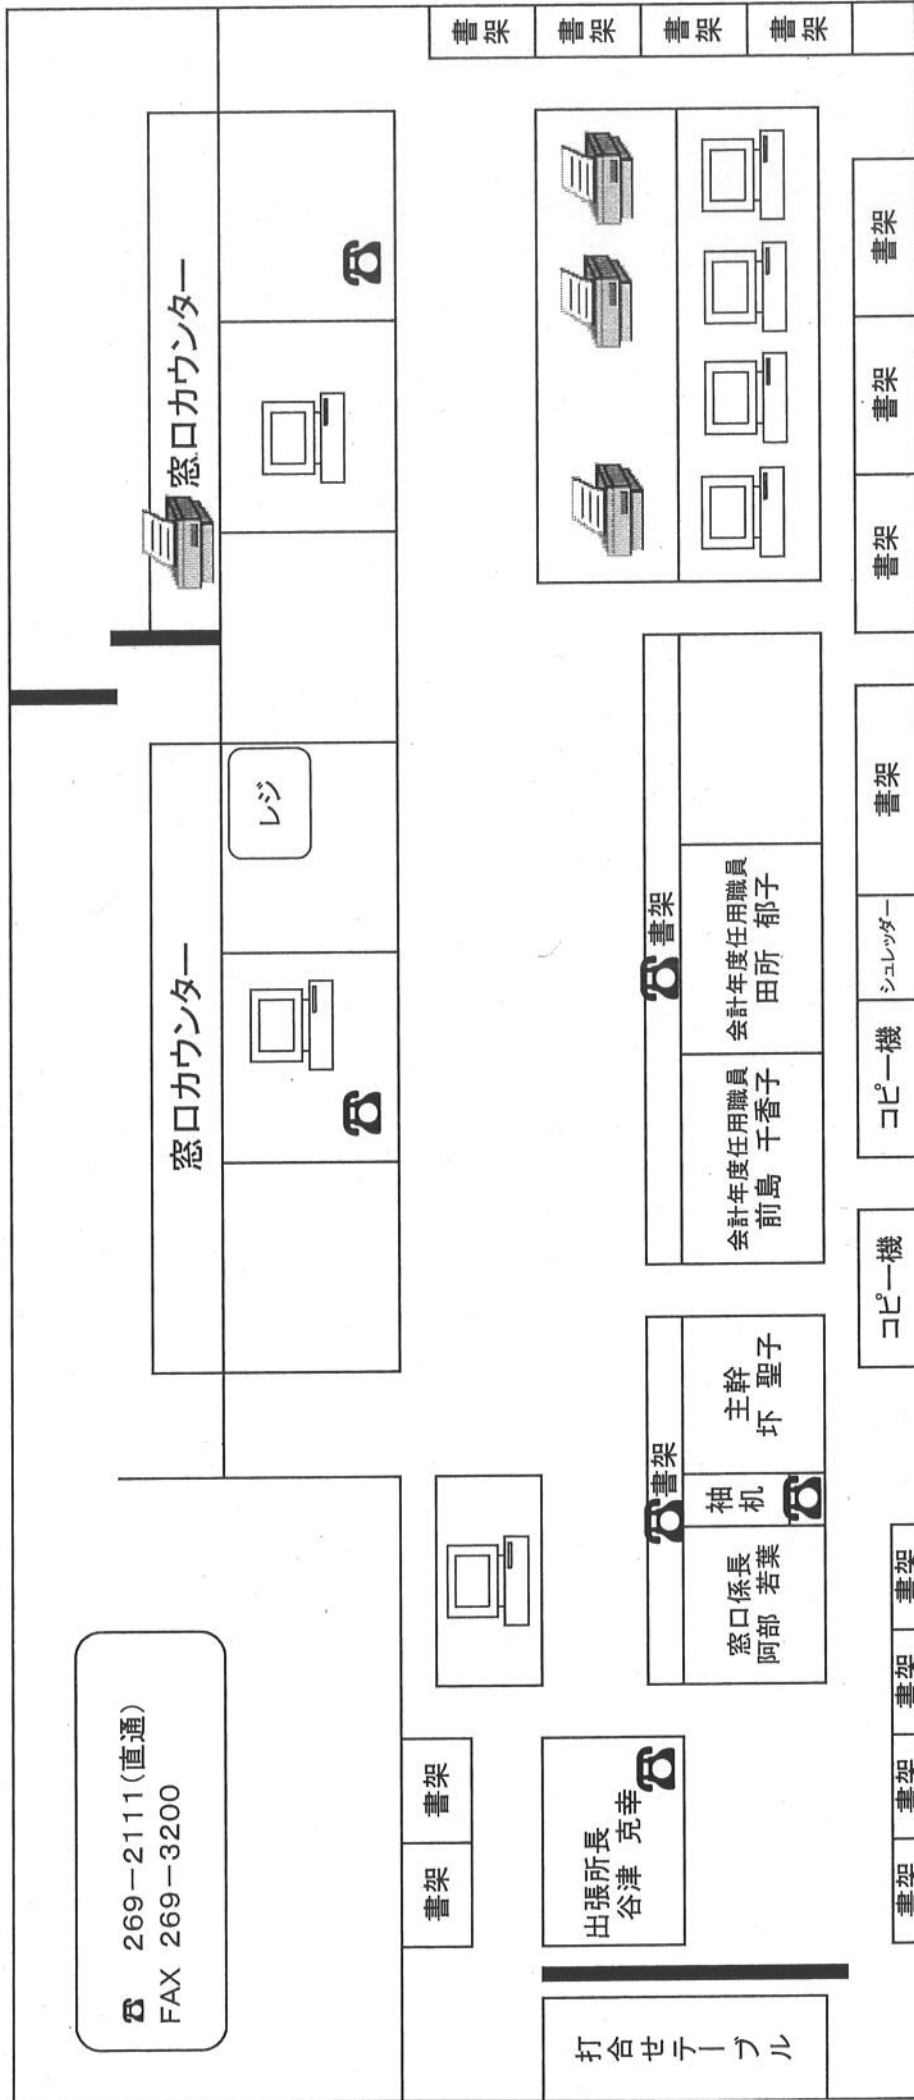 ☎ 269-2111(直通)
FAX 269-3200
窓口カウンター
窓口カウンター
レジ
書架
書架
書架
書架
書架
書架
出張所長
谷津 克幸
打合せテーブル
書架
窓口係長
阿部 若葉
袖机
主幹
圷 聖子
書架
会計年度任用職員
前島 千香子
会計年度任用職員
田所 郁子
書架
書架
書架
書架
コピー機
コピー機
シュレッダー
書架
書架
書架
書架